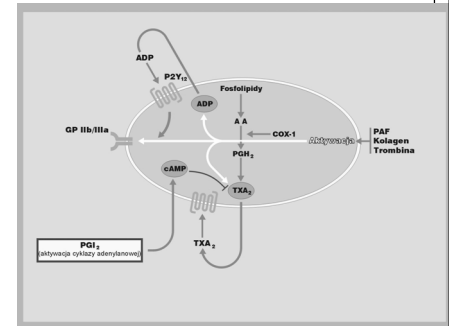 ADP
P2Y12
Fosfolipidy
ADP
A A
GP IIb/IIIa
COX-1
Aktywacja
PAF
Kolagen
Trombina
PGH2
cAMP
TXA2
PGI2
(aktywacja cyklazy adenylanowej)
TXA2